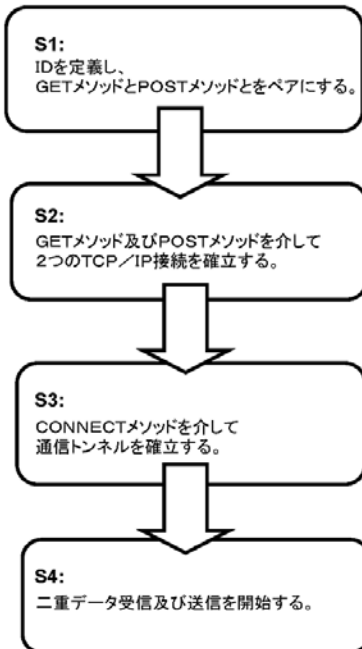 S1:
IDを定義し、
GETメソッドとPOSTメソッドとをペアにする。
S2:
GETメソッド及びPOSTメソッドを介して
2つのTCP／IP接続を確立する。
S3:
CONNECTメソッドを介して
通信トンネルを確立する。
S4:
二重データ受信及び送信を開始する。